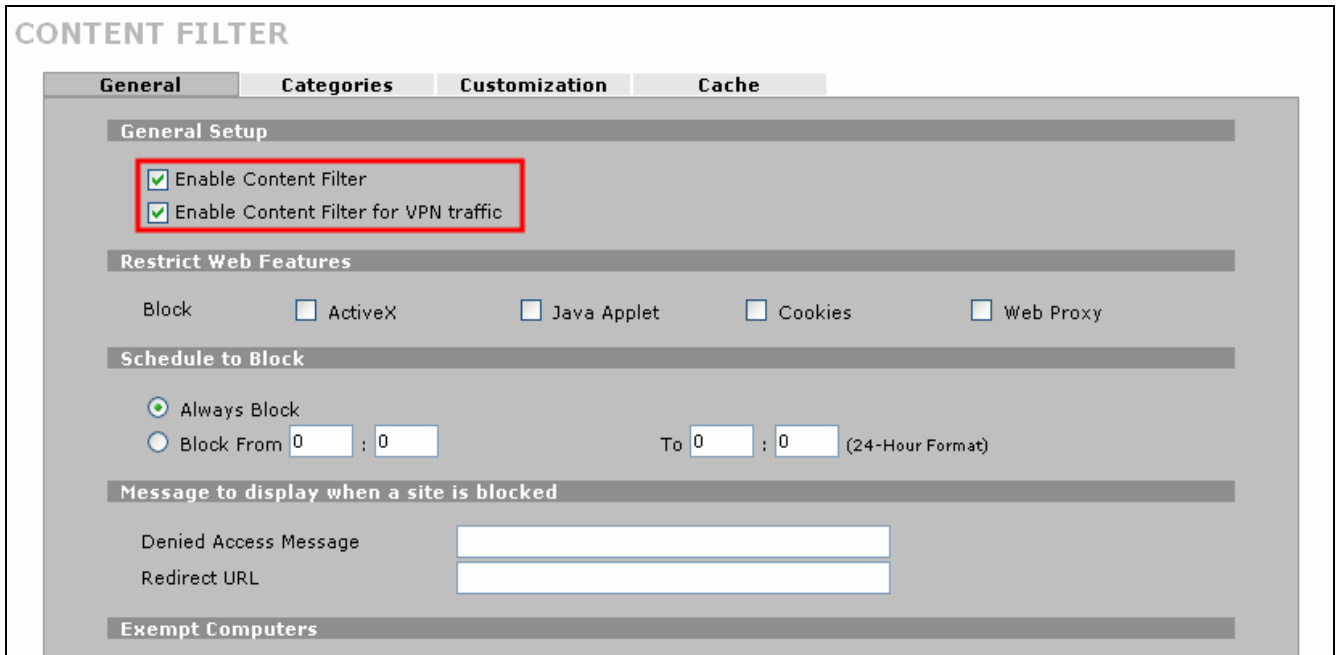 CONTENT FILTER
General Categories Customization Cache
General Setup
Enable Content Filter
Enable Content Filter for VPN traffic
Restrict Web Features
Block ActiveX Java Applet Cookies Web Proxy
Schedule to Block
Always Block
Block From 0 : 0 To 0 : 0 (24-Hour Format)
Message to display when a site is blocked
Denied Access Message
Redirect URL
Exempt Computers